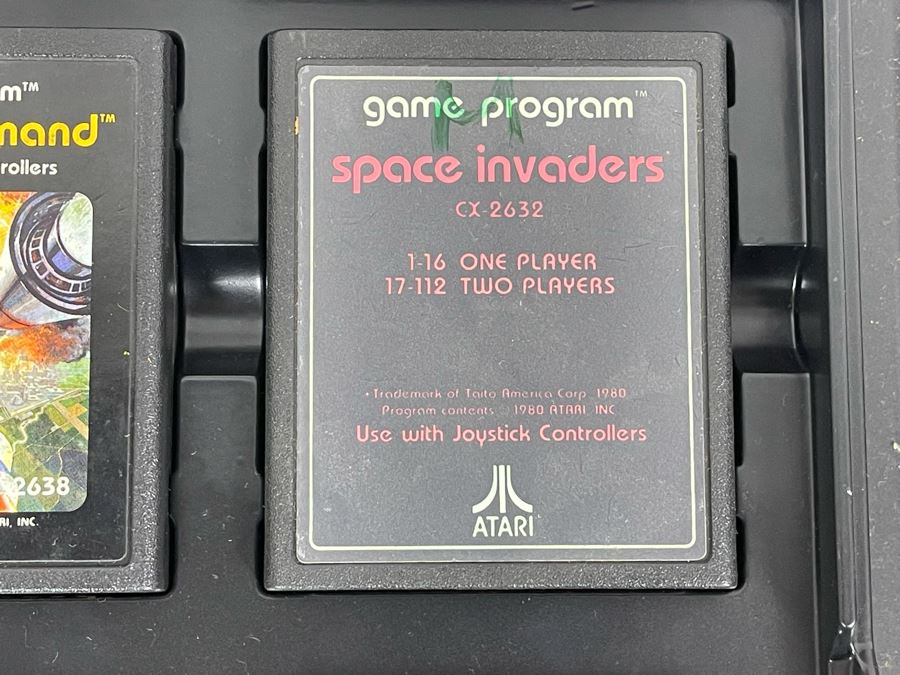 m™
mand™
rollers
2638
RI, INC.
game program™
space invaders*
CX-2632
1-16 ONE PLAYER
17-112 TWO PLAYERS
*Trademark of Taito America Corp. 1980
Program contents © 1980 ATARI INC
Use with Joystick Controllers
ATARI